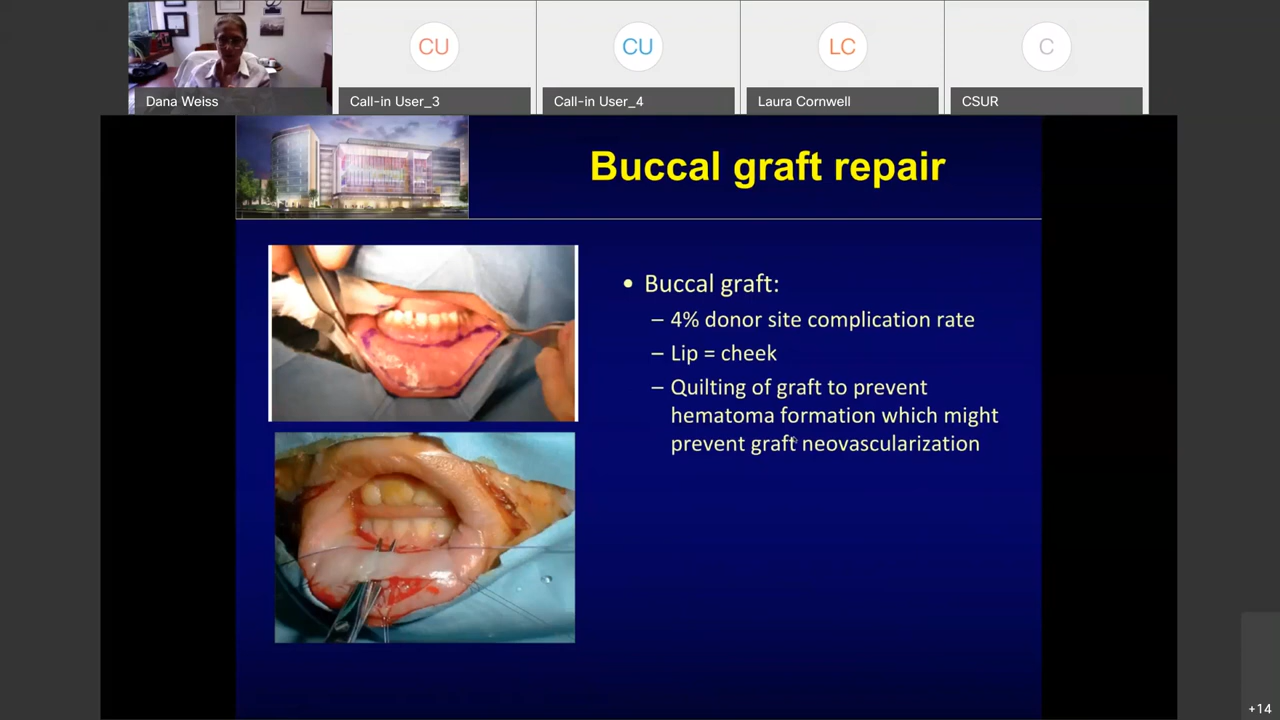 Dana Weiss
CU
Call-in User_3
CU
Call-in User_4
LC
Laura Cornwell
C
CSUR
Buccal graft repair
• Buccal graft:
– 4% donor site complication rate
– Lip = cheek
– Quilting of graft to prevent
hematoma formation which might
prevent graft neovascularization
+14